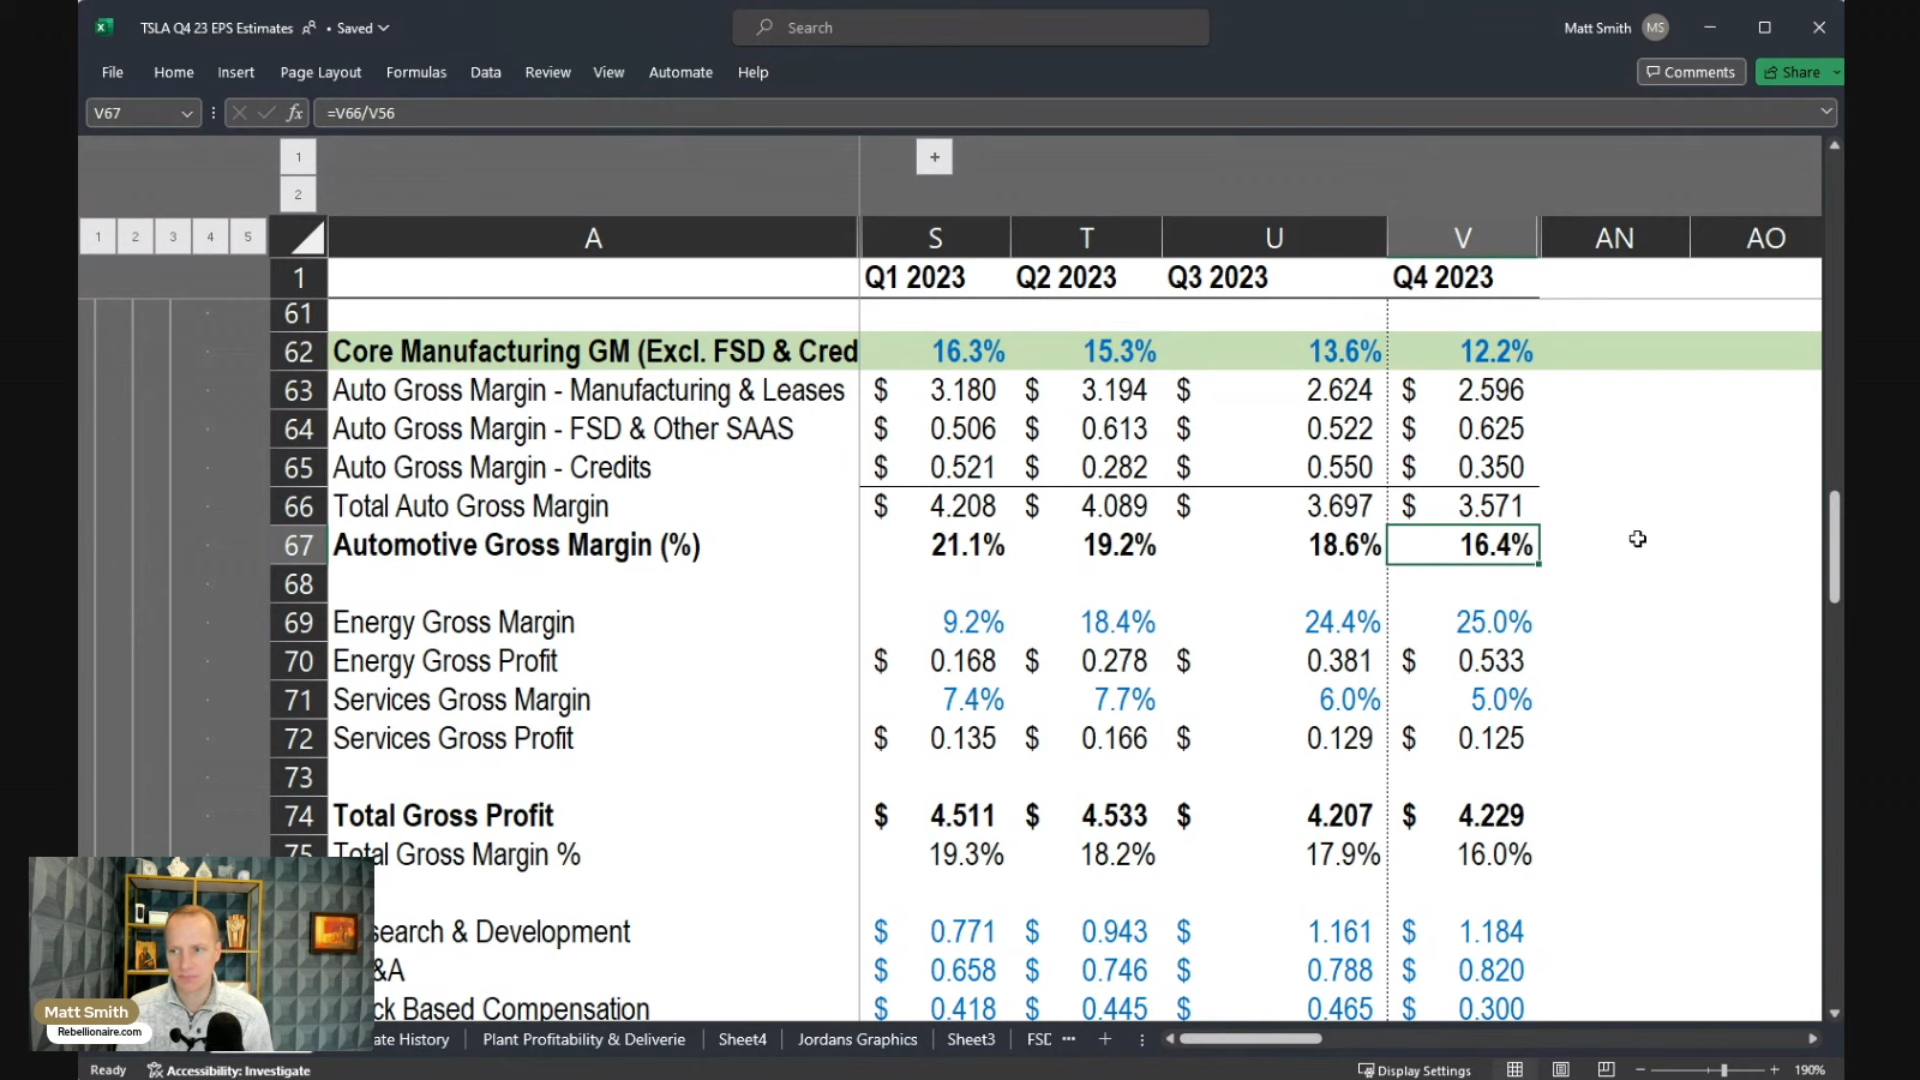 TSLA Q4 23 EPS Estimates • Saved
Search
Matt Smith MS
File Home Insert Page Layout Formulas Data Review View Automate Help
Comments Share
V67 fx =V66/V56
1 +
2
1 2 3 4 5 A S T U V AN AO
1 Q1 2023 Q2 2023 Q3 2023 Q4 2023
61
62 Core Manufacturing GM (Excl. FSD & Cred 16.3% 15.3% 13.6% 12.2%
63 Auto Gross Margin - Manufacturing & Leases $ 3.180 $ 3.194 $ 2.624 $ 2.596
64 Auto Gross Margin - FSD & Other SAAS $ 0.506 $ 0.613 $ 0.522 $ 0.625
65 Auto Gross Margin - Credits $ 0.521 $ 0.282 $ 0.550 $ 0.350
66 Total Auto Gross Margin $ 4.208 $ 4.089 $ 3.697 $ 3.571
67 Automotive Gross Margin (%) 21.1% 19.2% 18.6% 16.4%
68
69 Energy Gross Margin 9.2% 18.4% 24.4% 25.0%
70 Energy Gross Profit $ 0.168 $ 0.278 $ 0.381 $ 0.533
71 Services Gross Margin 7.4% 7.7% 6.0% 5.0%
72 Services Gross Profit $ 0.135 $ 0.166 $ 0.129 $ 0.125
73
74 Total Gross Profit $ 4.511 $ 4.533 $ 4.207 $ 4.229
75 Total Gross Margin % 19.3% 18.2% 17.9% 16.0%
search & Development $ 0.771 $ 0.943 $ 1.161 $ 1.184
&A $ 0.658 $ 0.746 $ 0.788 $ 0.820
ck Based Compensation $ 0.418 $ 0.445 $ 0.465 $ 0.300
Matt Smith
Rebellionaire.com
ate History Plant Profitability & Deliverie Sheet4 Jordans Graphics Sheet3 FSD ••• +
Ready Accessibility: Investigate Display Settings − + 190%